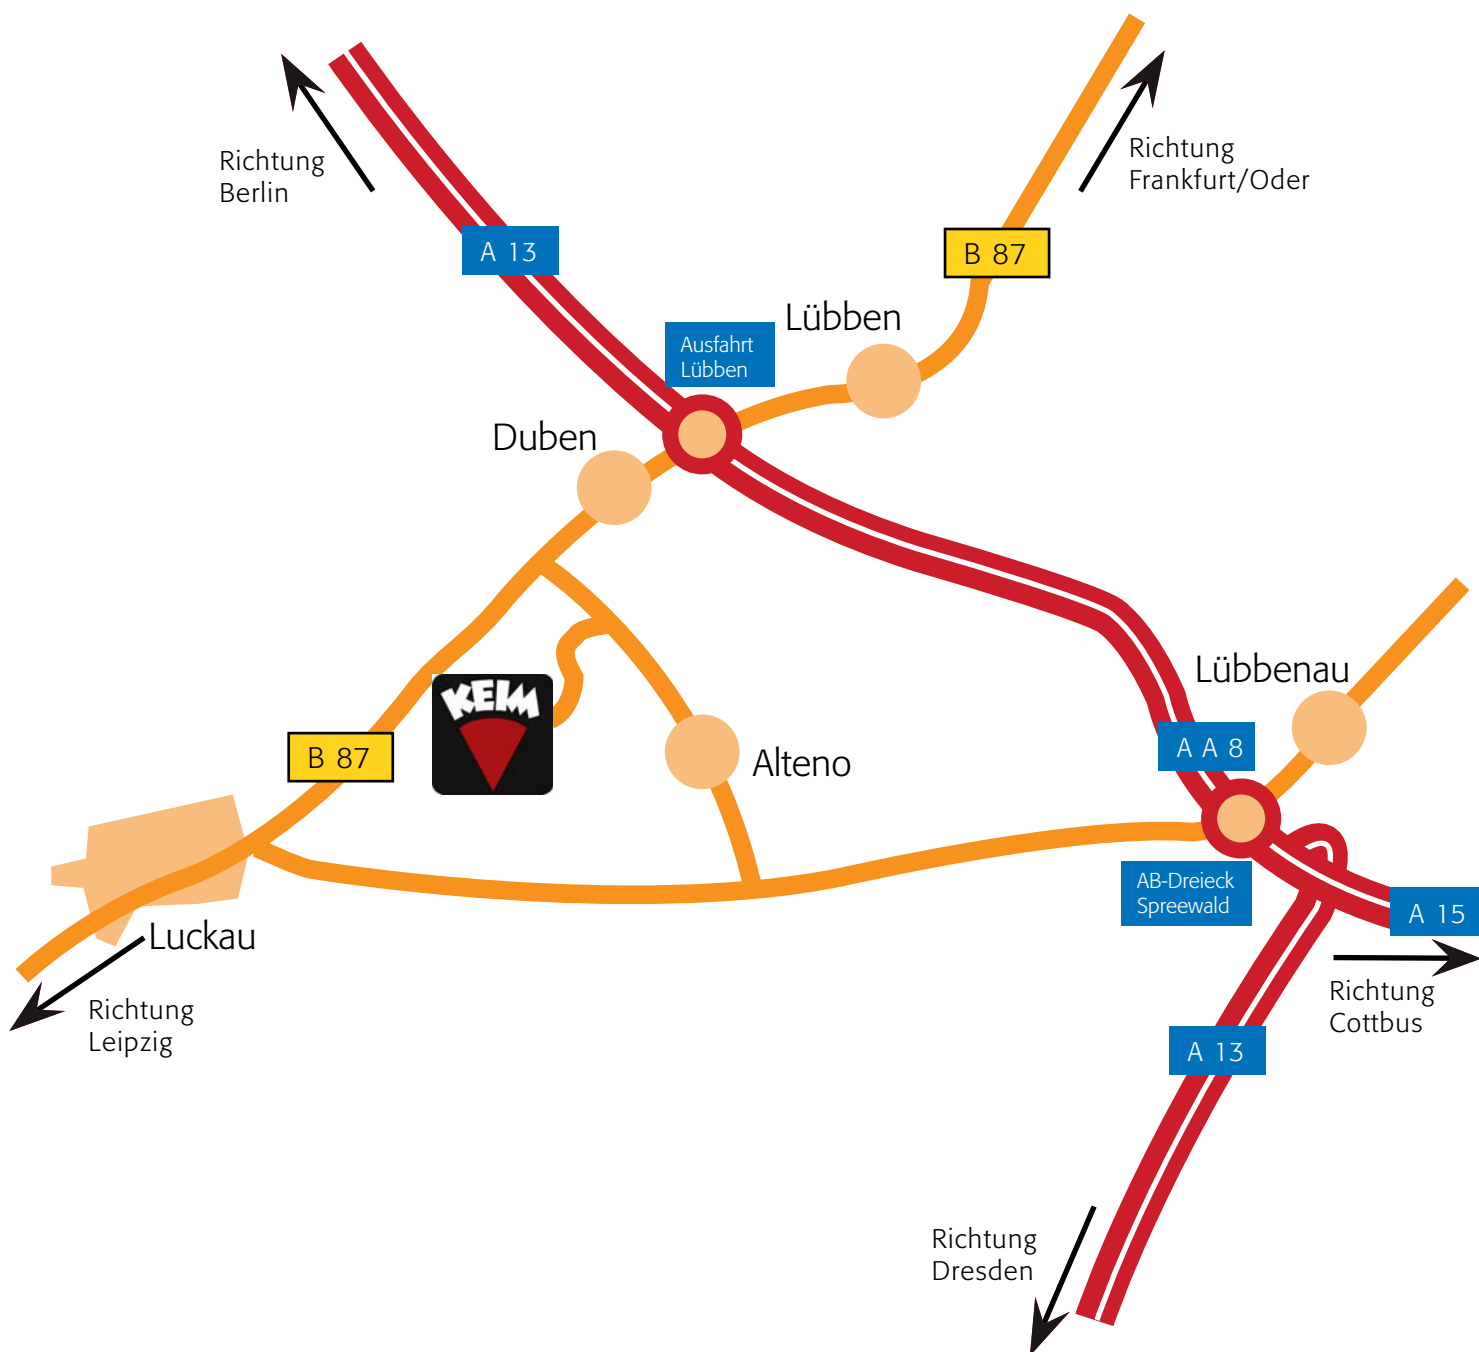 Richtung
Berlin
Richtung
Frankfurt/Oder
A 13
B 87
Lübben
Ausfahrt
Lübben
Duben
Lübbenau
KEIM
B 87
A A 8
Alteno
AB-Dreieck
Spreewald
A 15
Luckau
Richtung
Leipzig
Richtung
Cottbus
A 13
Richtung
Dresden